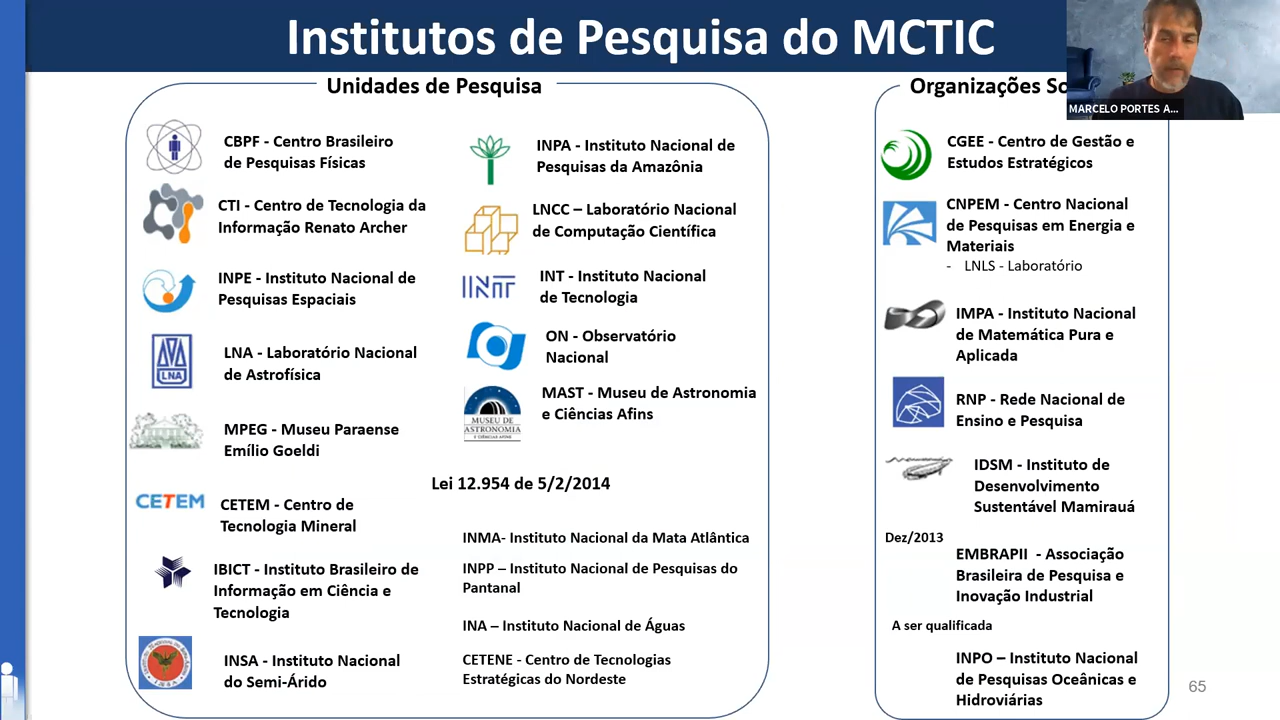 Institutos de Pesquisa do MCTIC
MARCELO PORTES A...
Unidades de Pesquisa
CBPF - Centro Brasileiro
de Pesquisas Físicas
CTI - Centro de Tecnologia da
Informação Renato Archer
INPE - Instituto Nacional de
Pesquisas Espaciais
LNA
LNA - Laboratório Nacional
de Astrofísica
MPEG - Museu Paraense
Emílio Goeldi
CETEM
CETEM - Centro de
Tecnologia Mineral
IBICT - Instituto Brasileiro de
Informação em Ciência e
Tecnologia
INSA - Instituto Nacional
do Semi-Árido
INPA - Instituto Nacional de
Pesquisas da Amazônia
LNCC – Laboratório Nacional
de Computação Científica
INT
INT - Instituto Nacional
de Tecnologia
ON - Observatório
Nacional
MUSEU DE
ASTRONOMIA
E CIÊNCIAS AFINS
MAST - Museu de Astronomia
e Ciências Afins
Lei 12.954 de 5/2/2014
INMA- Instituto Nacional da Mata Atlântica
INPP – Instituto Nacional de Pesquisas do
Pantanal
INA – Instituto Nacional de Águas
CETENE - Centro de Tecnologias
Estratégicas do Nordeste
Organizações So
CGEE - Centro de Gestão e
Estudos Estratégicos
CNPEM - Centro Nacional
de Pesquisas em Energia e
Materiais
- LNLS - Laboratório
IMPA - Instituto Nacional
de Matemática Pura e
Aplicada
RNP - Rede Nacional de
Ensino e Pesquisa
IDSM - Instituto de
Desenvolvimento
Sustentável Mamirauá
Dez/2013
EMBRAPII - Associação
Brasileira de Pesquisa e
Inovação Industrial
A ser qualificada
INPO – Instituto Nacional
de Pesquisas Oceânicas e
Hidroviárias
65